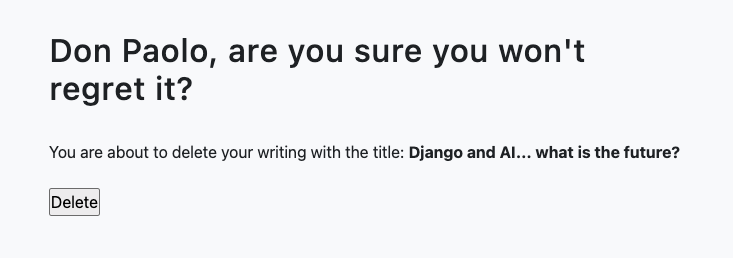 Don Paolo, are you sure you won't
regret it?
You are about to delete your writing with the title: Django and AI... what is the future?
Delete